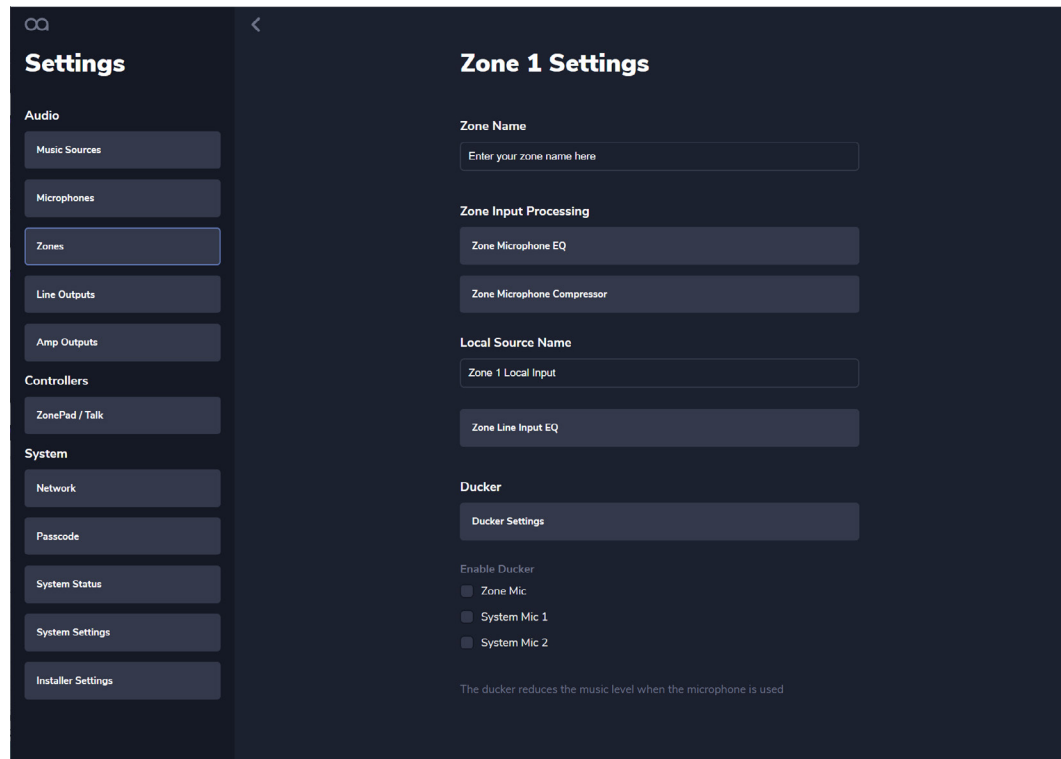 Settings
Audio
Music Sources
Microphones
Zones
Line Outputs
Amp Outputs
Controllers
ZonePad / Talk
System
Network
Passcode
System Status
System Settings
Installer Settings
Zone 1 Settings
Zone Name
Enter your zone name here
Zone Input Processing
Zone Microphone EQ
Zone Microphone Compressor
Local Source Name
Zone 1 Local Input
Zone Line Input EQ
Ducker
Ducker Settings
Enable Ducker
Zone Mic
System Mic 1
System Mic 2
The ducker reduces the music level when the microphone is used